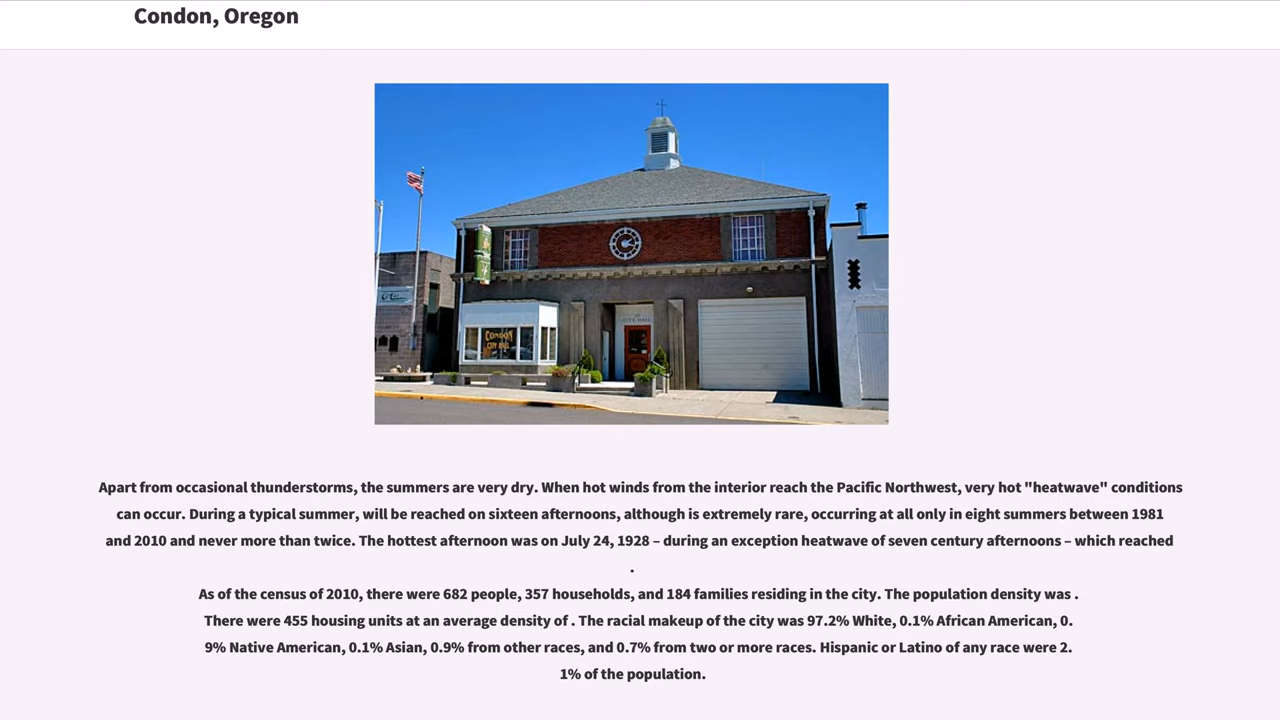 Condon, Oregon
CONDON
CITY HALL
CITY HALL
Apart from occasional thunderstorms, the summers are very dry. When hot winds from the interior reach the Pacific Northwest, very hot "heatwave" conditions
can occur. During a typical summer, will be reached on sixteen afternoons, although is extremely rare, occurring at all only in eight summers between 1981
and 2010 and never more than twice. The hottest afternoon was on July 24, 1928 – during an exception heatwave of seven century afternoons – which reached
.
As of the census of 2010, there were 682 people, 357 households, and 184 families residing in the city. The population density was .
There were 455 housing units at an average density of . The racial makeup of the city was 97.2% White, 0.1% African American, 0.
9% Native American, 0.1% Asian, 0.9% from other races, and 0.7% from two or more races. Hispanic or Latino of any race were 2.
1% of the population.